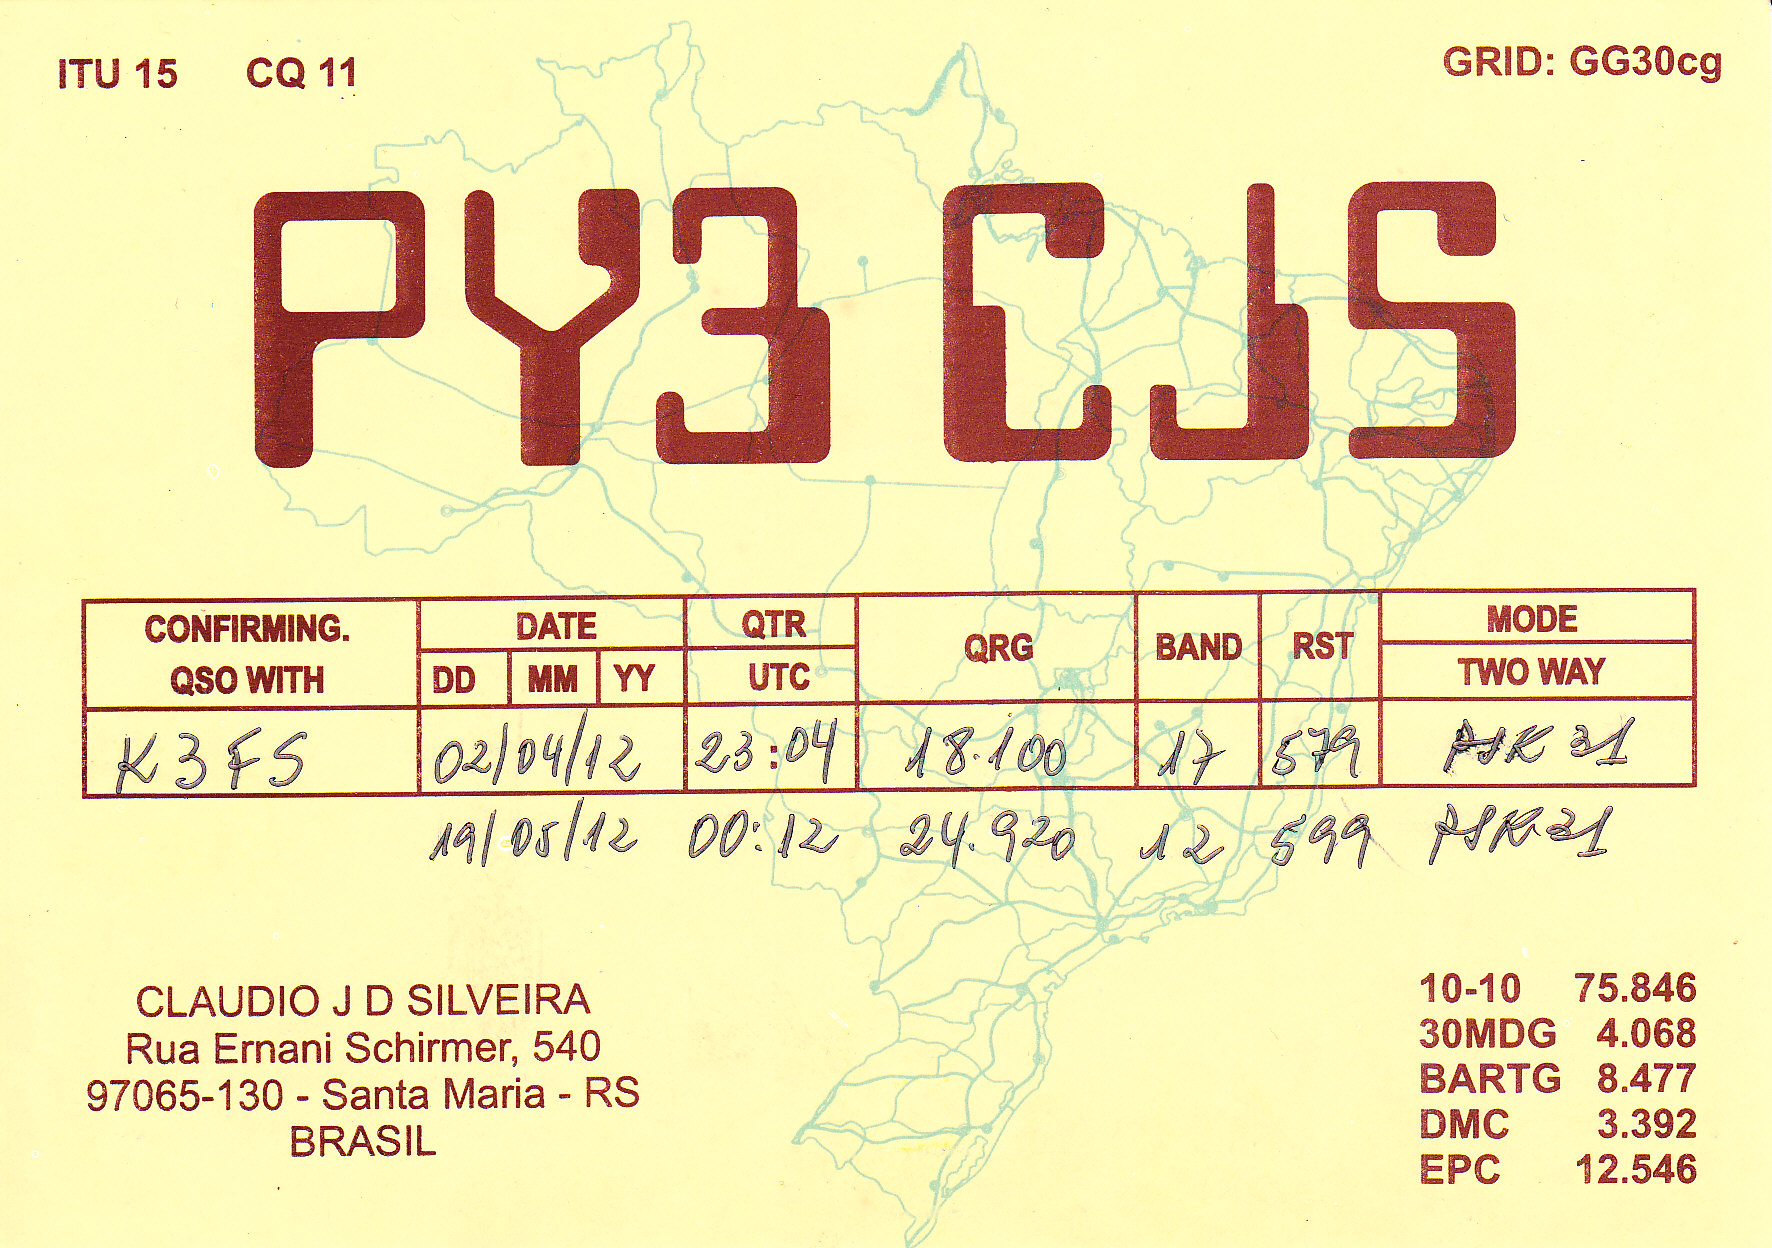 ITU 15 CQ 11 GRID: GG30cg
PY3 CJS
CONFIRMING. QSO WITH
DATE
DD MM YY
QTR
UTC
QRG
BAND
RST
MODE
TWO WAY
K3FS 02/04/12 23:04 18.100 17 579 PSK 31
19/05/12 00:12 24.920 12 599 PSK31
CLAUDIO J D SILVEIRA
Rua Ernani Schirmer, 540
97065-130 - Santa Maria - RS
BRASIL
10-10 75.846
30MDG 4.068
BARTG 8.477
DMC 3.392
EPC 12.546